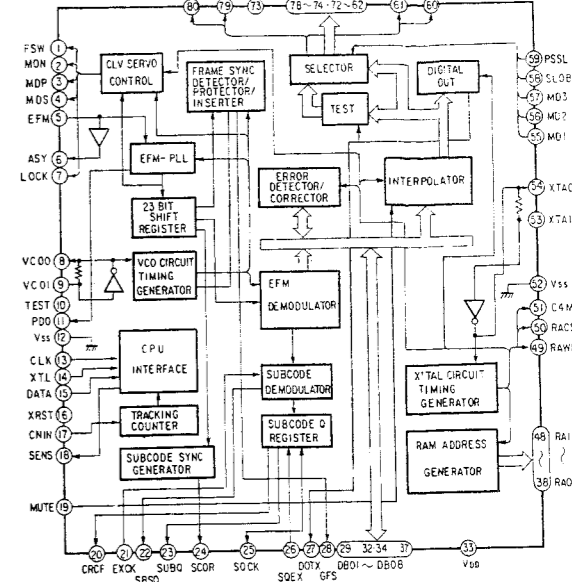 80 79 73 78~74·72~62 61 60
FSW 1
MON 2
MDP 3
MDS 4
EFM 5
ASY 6
LOCK 7
VCOO 8
VCOI 9
TEST 10
PDO 11
Vss 12
CLK 13
XTL 14
DATA 15
XRST 16
CNIN 17
SENS 18
MUTE 19
CLV SERVO
CONTROL
FRAME SYNC
DETECTOR/
PROTECTOR/
INSERTER
SELECTOR
DIGITAL
OUT
TEST
EFM-PLL
ERROR
DETECTOR/
CORRECTOR
INTERPOLATOR
23 BIT
SHIFT
REGISTER
VCO CIRCUIT
TIMING
GENERATOR
EFM
DEMODULATOR
CPU
INTERFACE
SUBCODE
DEMODULATOR
X'TAL CIRCUIT
TIMING
GENERATOR
TRACKING
COUNTER
SUBCODE Q
REGISTER
SUBCODE SYNC
GENERATOR
RAM ADDRESS
GENERATOR
59 PSSL
58 SLOB
57 MD3
56 MD2
55 MD1
54 XTAO
53 XTAI
52 Vss
51 C4M
50 RACS
49 RAW
48 RA1
38 RA0
20 21 22 23 24 25 26 27 28 29 32·34 37 33
CRCF EXCK SBSO SUBQ SCOR SQCK SQEX DOTX GFS DB01~DB08 VDD